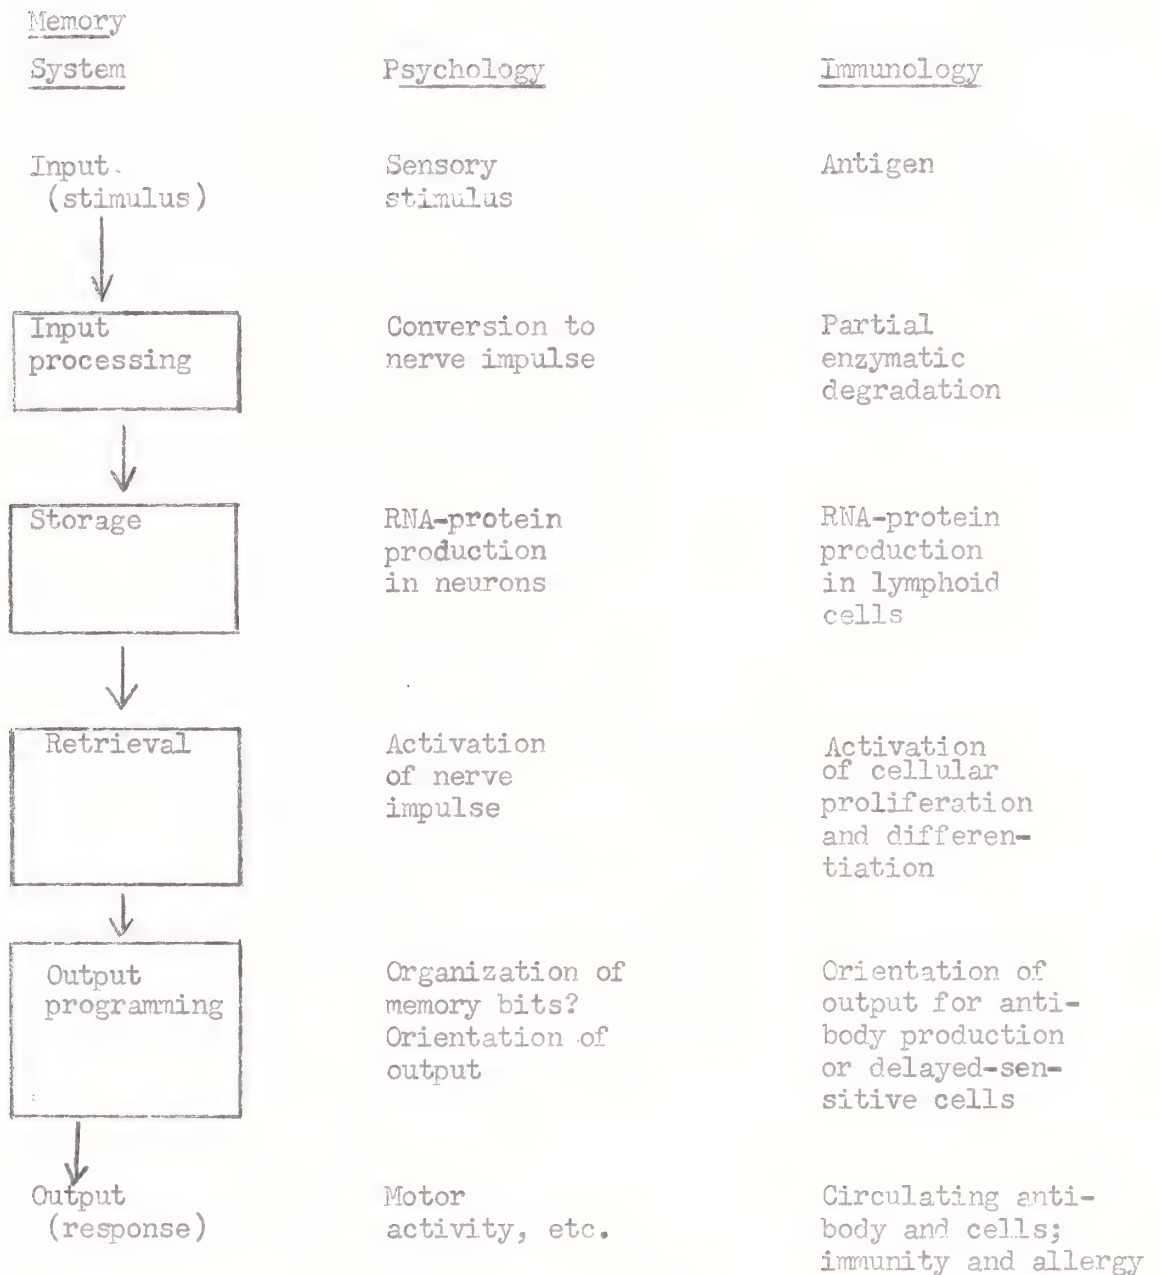 Memory
System Psychology Immunology
Input Sensory Antigen
(stimulus) stimulus
Input Conversion to Partial
processing nerve impulse enzymatic
degradation
Storage RNA-protein RNA-protein
production production
in neurons in lymphoid
cells
Retrieval Activation Activation
of nerve of cellular
impulse proliferation
and differen-
tiation
Output Organization of Orientation of
programming memory bits? output for anti-
Orientation of body production
output or delayed-sen-
sitive cells
Output Motor Circulating anti-
(response) activity, etc. body and cells;
immunity and allergy